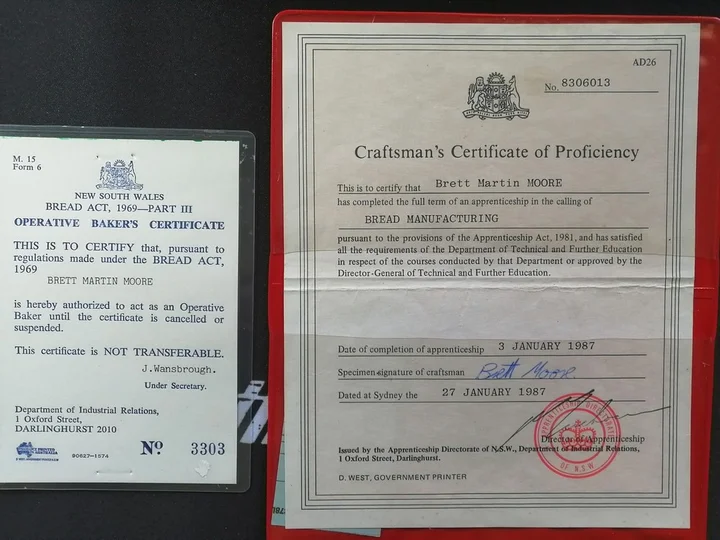 M. 15
Form 6
NEW SOUTH WALES
BREAD ACT, 1969—PART III
OPERATIVE BAKER'S CERTIFICATE
THIS IS TO CERTIFY that, pursuant to
regulations made under the BREAD ACT,
1969
BRETT MARTIN MOORE
is hereby authorized to act as an Operative
Baker until the certificate is cancelled or
suspended.
This certificate is NOT TRANSFERABLE.
J.Wansbrough.
Under Secretary.
Department of Industrial Relations,
1 Oxford Street,
DARLINGHURST 2010
No 3303
AD26
No. 8306013
Craftsman's Certificate of Proficiency
This is to certify that Brett Martin MOORE
has completed the full term of an apprenticeship in the calling of
BREAD MANUFACTURING
pursuant to the provisions of the Apprenticeship Act, 1981, and has satisfied
all the requirements of the Department of Technical and Further Education
in respect of the courses conducted by that Department or approved by the
Director-General of Technical and Further Education.
Date of completion of apprenticeship 3 JANUARY 1987
Specimen signature of craftsman Brett Moore
Dated at Sydney the 27 JANUARY 1987
APPRENTICESHIP DIRECTORATE
OF N.S.W.
Director of Apprenticeship
Issued by the Apprenticeship Directorate of N.S.W., Department of Industrial Relations,
1 Oxford Street, Darlinghurst.
D. WEST, GOVERNMENT PRINTER